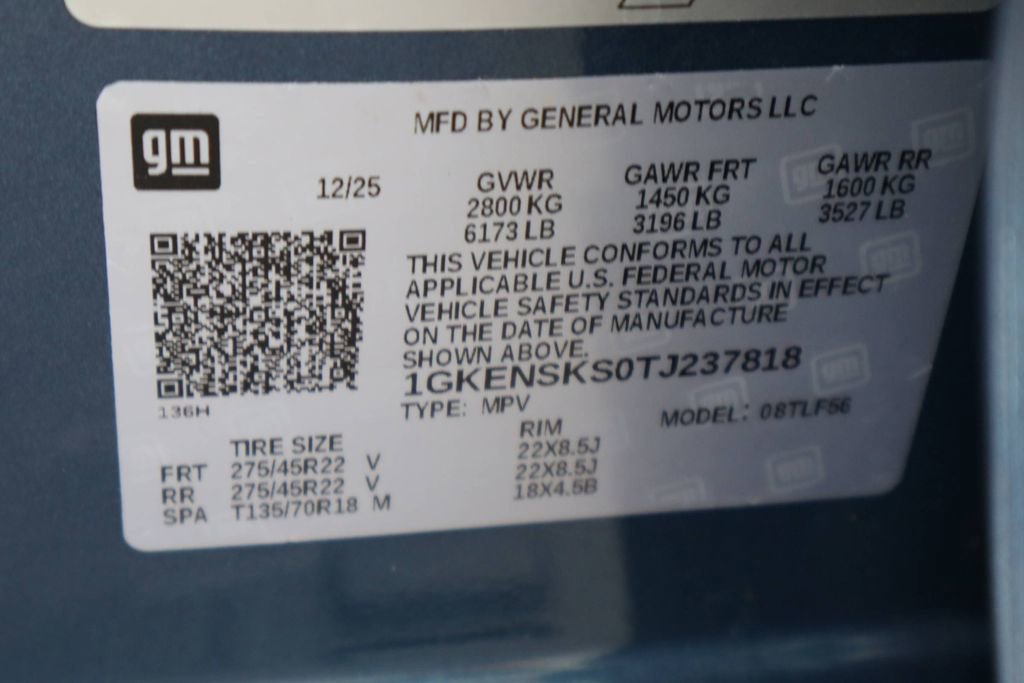 gm
MFD BY GENERAL MOTORS LLC
12/25
GVWR GAWR FRT GAWR RR
2800 KG 1450 KG 1600 KG
6173 LB 3196 LB 3527 LB
THIS VEHICLE CONFORMS TO ALL
APPLICABLE U.S. FEDERAL MOTOR
VEHICLE SAFETY STANDARDS IN EFFECT
ON THE DATE OF MANUFACTURE
SHOWN ABOVE.
1GKENSKS0TJ237818
136H
TYPE: MPV MODEL: 08TLF56
TIRE SIZE RIM
FRT 275/45R22 V 22X8.5J
RR 275/45R22 V 22X8.5J
SPA T135/70R18 M 18X4.5B